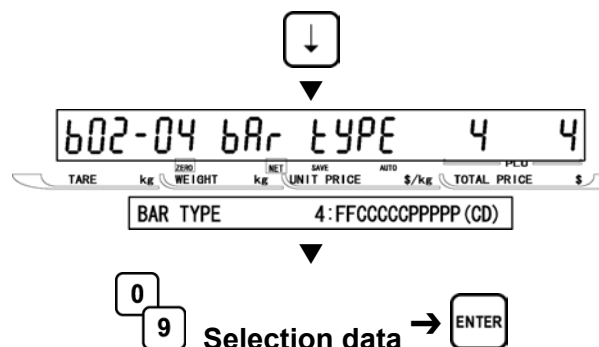 ↓
▼
b02-04 bAr tYPE 4 4
ZERO NET SAVE AUTO PLU
TARE kg WEIGHT kg UNIT PRICE $/kg TOTAL PRICE $
BAR TYPE 4:FFCCCCCPPPPP(CD)
▼
0
9 Selection data → ENTER